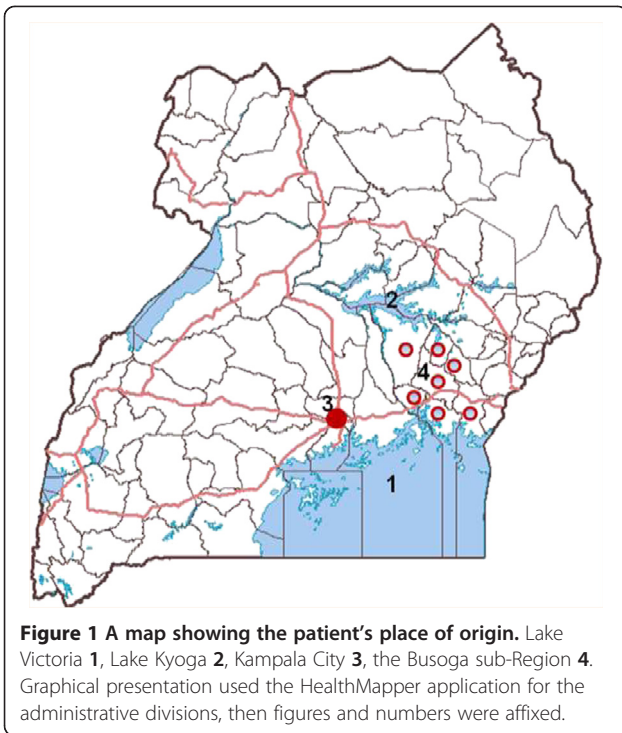 2
4
3
1
Figure 1 A map showing the patient's place of origin. Lake
Victoria 1, Lake Kyoga 2, Kampala City 3, the Busoga sub-Region 4.
Graphical presentation used the HealthMapper application for the
administrative divisions, then figures and numbers were affixed.